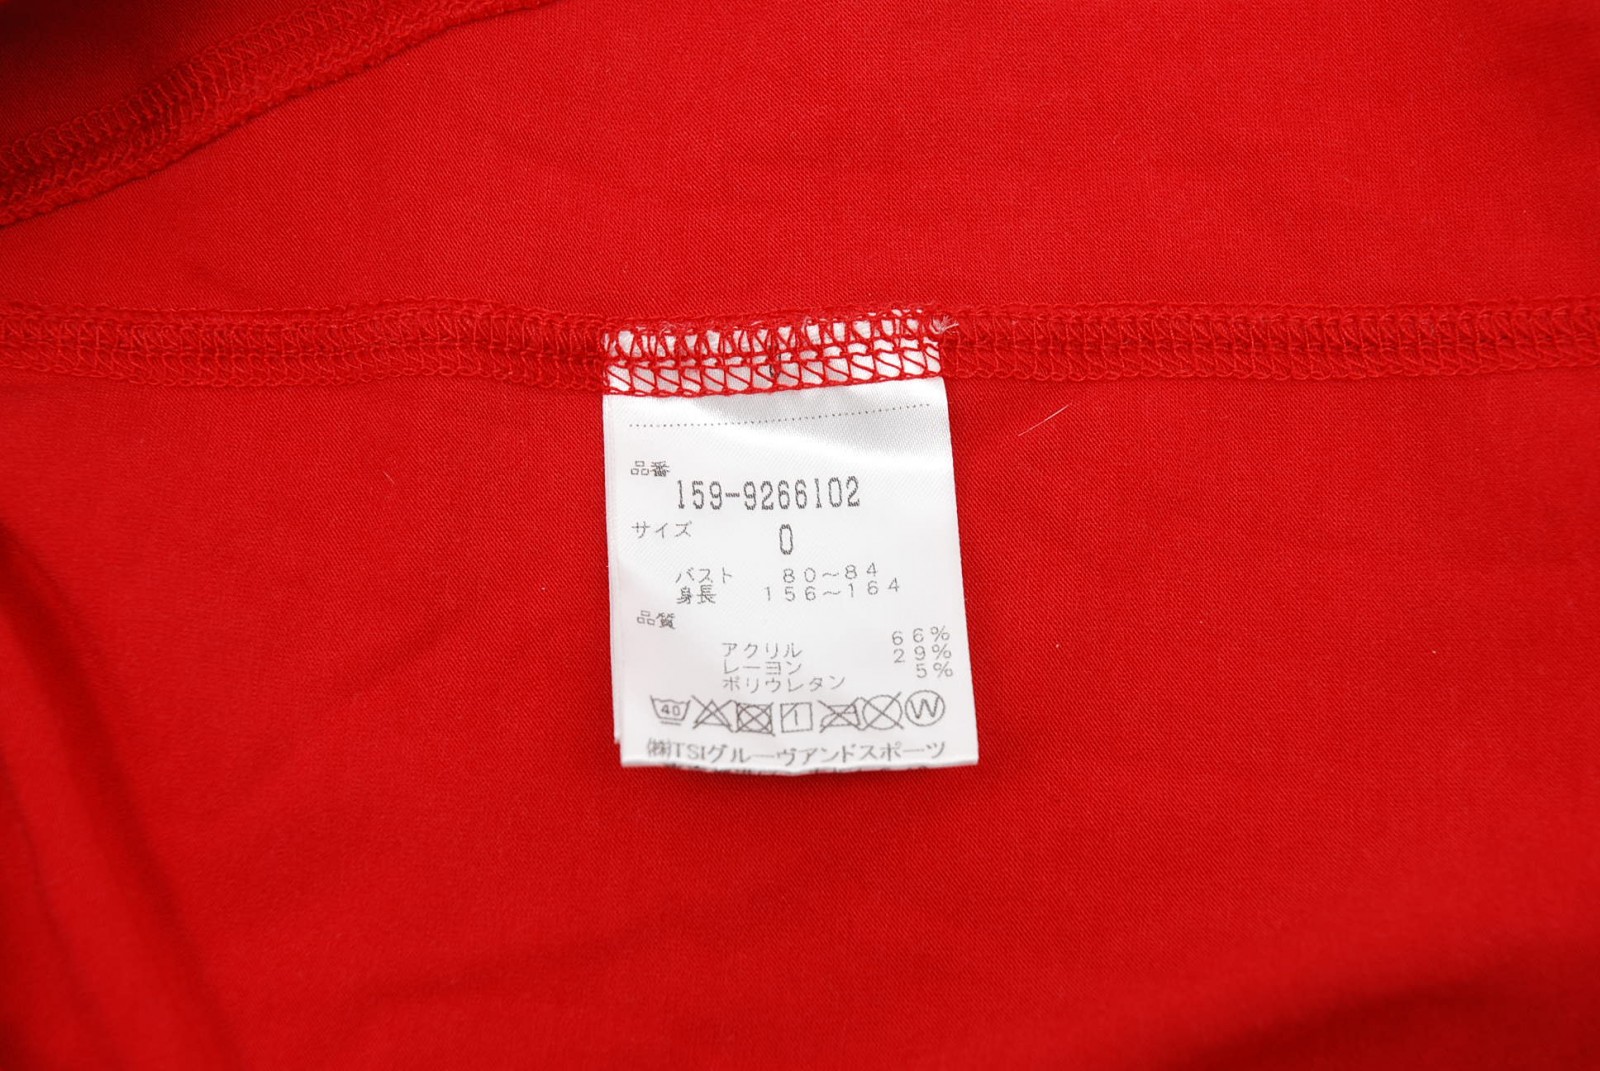 品番
159-9266102
サイズ 0
バスト 80～84
身長 156～164
品質
アクリル 66%
レーヨン 29%
ポリウレタン 5%
40 W
㈱TSIグルーヴアンドスポーツ